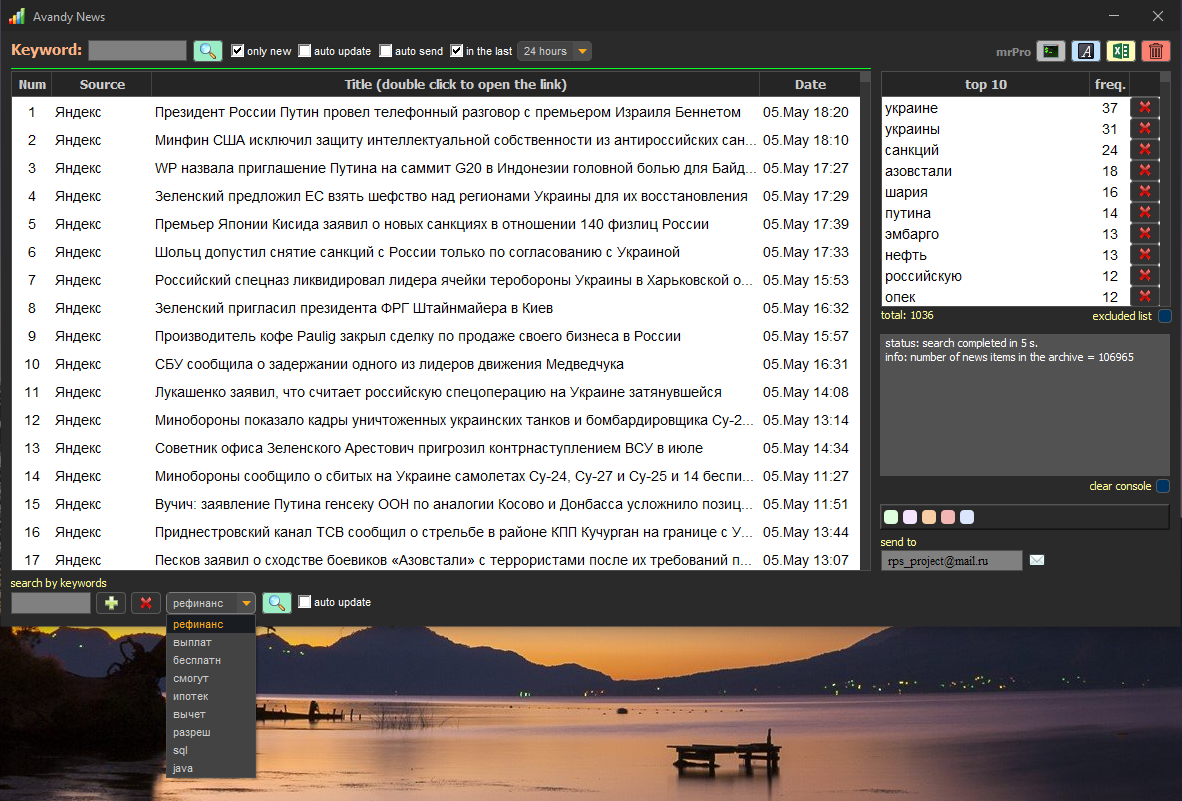 Avandy News
Keyword: only new auto update auto send in the last 24 hours mrPro A
Num Source Title (double click to open the link) Date
1 Яндекс Президент России Путин провел телефонный разговор с премьером Израиля Беннетом 05.May 18:20
2 Яндекс Минфин США исключил защиту интеллектуальной собственности из антироссийских сан... 05.May 18:10
3 Яндекс WP назвала приглашение Путина на саммит G20 в Индонезии головной болью для Байд... 05.May 17:27
4 Яндекс Зеленский предложил ЕС взять шефство над регионами Украины для их восстановления 05.May 17:29
5 Яндекс Премьер Японии Кисида заявил о новых санкциях в отношении 140 физлиц России 05.May 17:39
6 Яндекс Шольц допустил снятие санкций с России только по согласованию с Украиной 05.May 17:33
7 Яндекс Российский спецназ ликвидировал лидера ячейки теробороны Украины в Харьковской о... 05.May 15:53
8 Яндекс Зеленский пригласил президента ФРГ Штайнмайера в Киев 05.May 16:32
9 Яндекс Производитель кофе Paulig закрыл сделку по продаже своего бизнеса в России 05.May 15:57
10 Яндекс СБУ сообщила о задержании одного из лидеров движения Медведчука 05.May 16:31
11 Яндекс Лукашенко заявил, что считает российскую спецоперацию на Украине затянувшейся 05.May 14:08
12 Яндекс Минобороны показало кадры уничтоженных украинских танков и бомбардировщика Су-2... 05.May 13:14
13 Яндекс Советник офиса Зеленского Арестович пригрозил контрнаступлением ВСУ в июле 05.May 14:34
14 Яндекс Минобороны сообщило о сбитых на Украине самолетах Су-24, Су-27 и Су-25 и 14 беспи... 05.May 11:27
15 Яндекс Вучич: заявление Путина генсеку ООН по аналогии Косово и Донбасса усложнило позиц... 05.May 11:51
16 Яндекс Приднестровский канал ТСВ сообщил о стрельбе в районе КПП Кучурган на границе с У... 05.May 13:44
17 Яндекс Песков заявил о сходстве боевиков «Азовстали» с террористами после их требований п... 05.May 13:07
top 10 freq.
украине 37
украины 31
санкций 24
азовстали 18
шария 16
путина 14
эмбарго 13
нефть 13
российскую 12
опек 12
total: 1036 excluded list
status: search completed in 5 s.
info: number of news items in the archive = 106965
clear console
send to
rps_project@mail.ru
search by keywords
рефинанс auto update
рефинанс
выплат
бесплатн
смогут
ипотек
вычет
разреш
sql
java